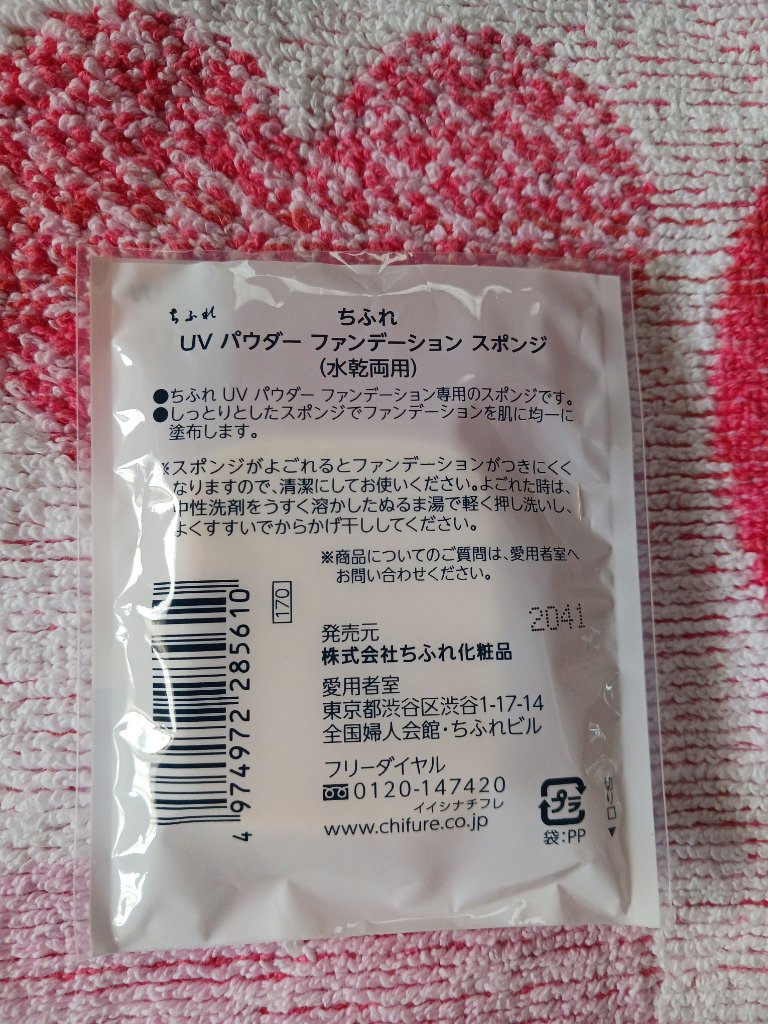 ちふれ
ちふれ
UV パウダー ファンデーション スポンジ
(水乾両用)
●ちふれ UV パウダー ファンデーション専用のスポンジです。
●しっとりとしたスポンジでファンデーションを肌に均一に
塗布します。
※スポンジがよごれるとファンデーションがつきにくく
なりますので、清潔にしてお使いください。よごれた時は、
中性洗剤をうすく溶かしたぬるま湯で軽く押し洗いし、
よくすすいでからかげ干ししてください。
※商品についてのご質問は、愛用者室へ
お問い合わせください。
170
2041
発売元
株式会社ちふれ化粧品
愛用者室
東京都渋谷区渋谷1-17-14
全国婦人会館・ちふれビル
フリーダイヤル
0120-147420
イイシナチフレ
www.chifure.co.jp
プラ
袋:PP
4 974972 285610